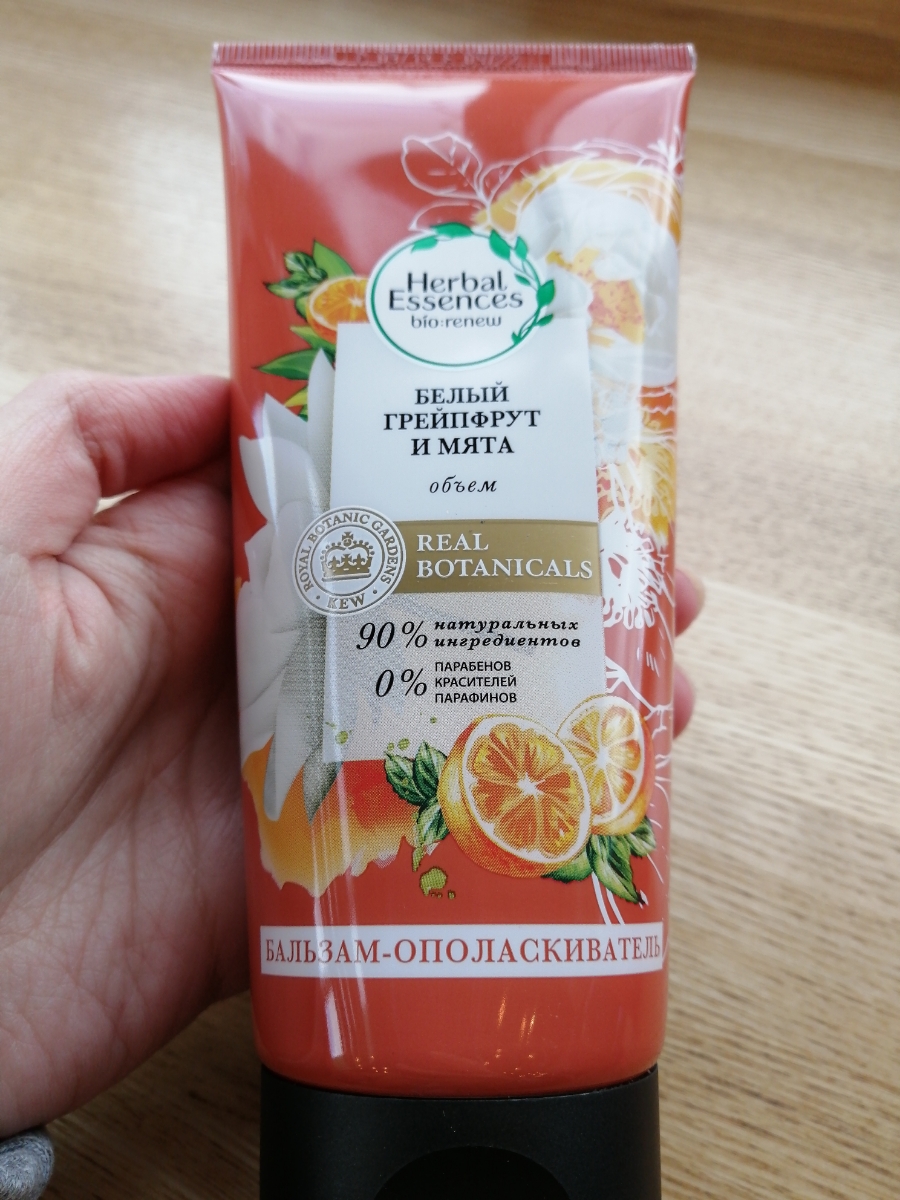 Herbal
Essences
bio:renew
БЕЛЫЙ
ГРЕЙПФРУТ
И МЯТА
объем
ROYAL BOTANIC GARDENS
• KEW •
REAL
BOTANICALS
90% натуральных
ингредиентов
0% ПАРАБЕНОВ
КРАСИТЕЛЕЙ
ПАРАФИНОВ
БАЛЬЗАМ-ОПОЛАСКИВАТЕЛЬ